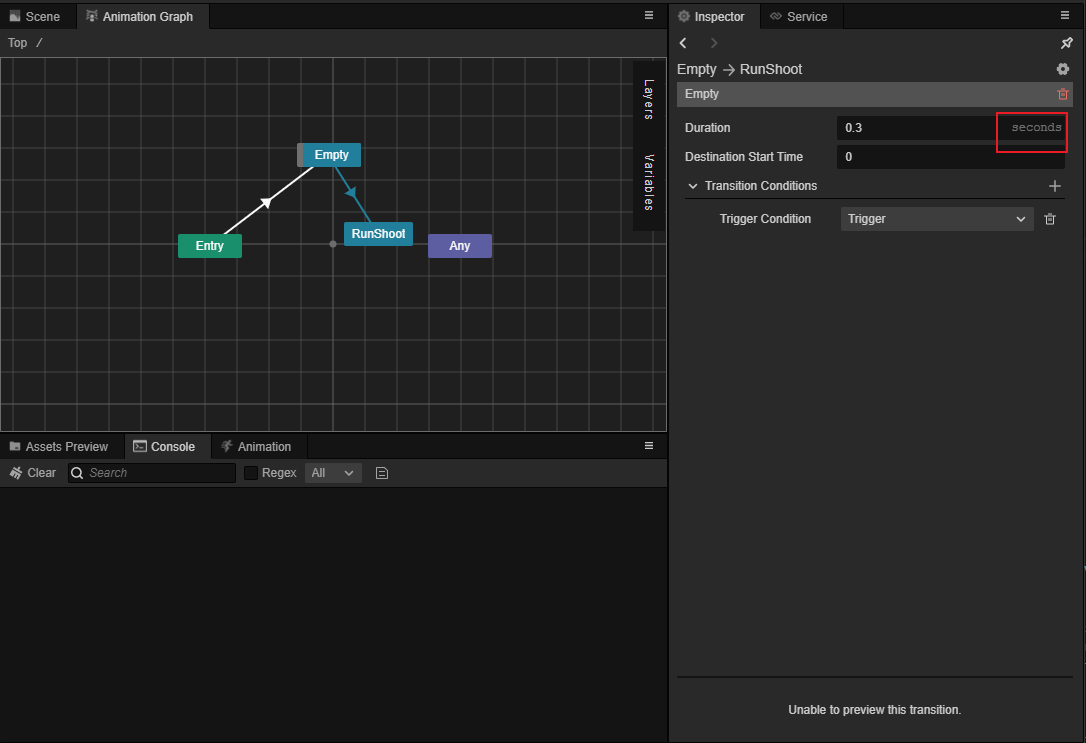 Scene
Animation Graph
Top /
Layers
Variables
Empty
RunShoot
Entry
Any
Assets Preview
Console
Animation
Clear
Search
Regex
All
Inspector
Service
Empty → RunShoot
Empty
Duration 0.3 seconds
Destination Start Time 0
Transition Conditions
Trigger Condition Trigger
Unable to preview this transition.